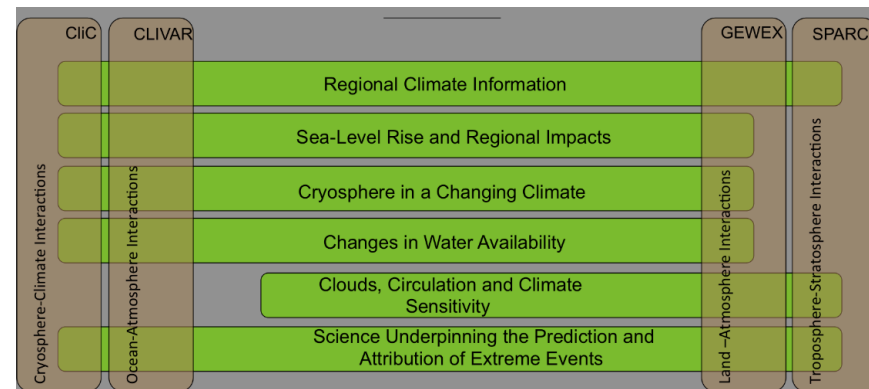 CliC
CLIVAR
GEWEX
SPARC
Regional Climate Information
Sea-Level Rise and Regional Impacts
Cryosphere in a Changing Climate
Changes in Water Availability
Clouds, Circulation and Climate
Sensitivity
Science Underpinning the Prediction and
Attribution of Extreme Events
Cryosphere-Climate Interactions
Ocean-Atmosphere Interactions
Land –Atmosphere Interactions
Troposphere-Stratosphere Interactions